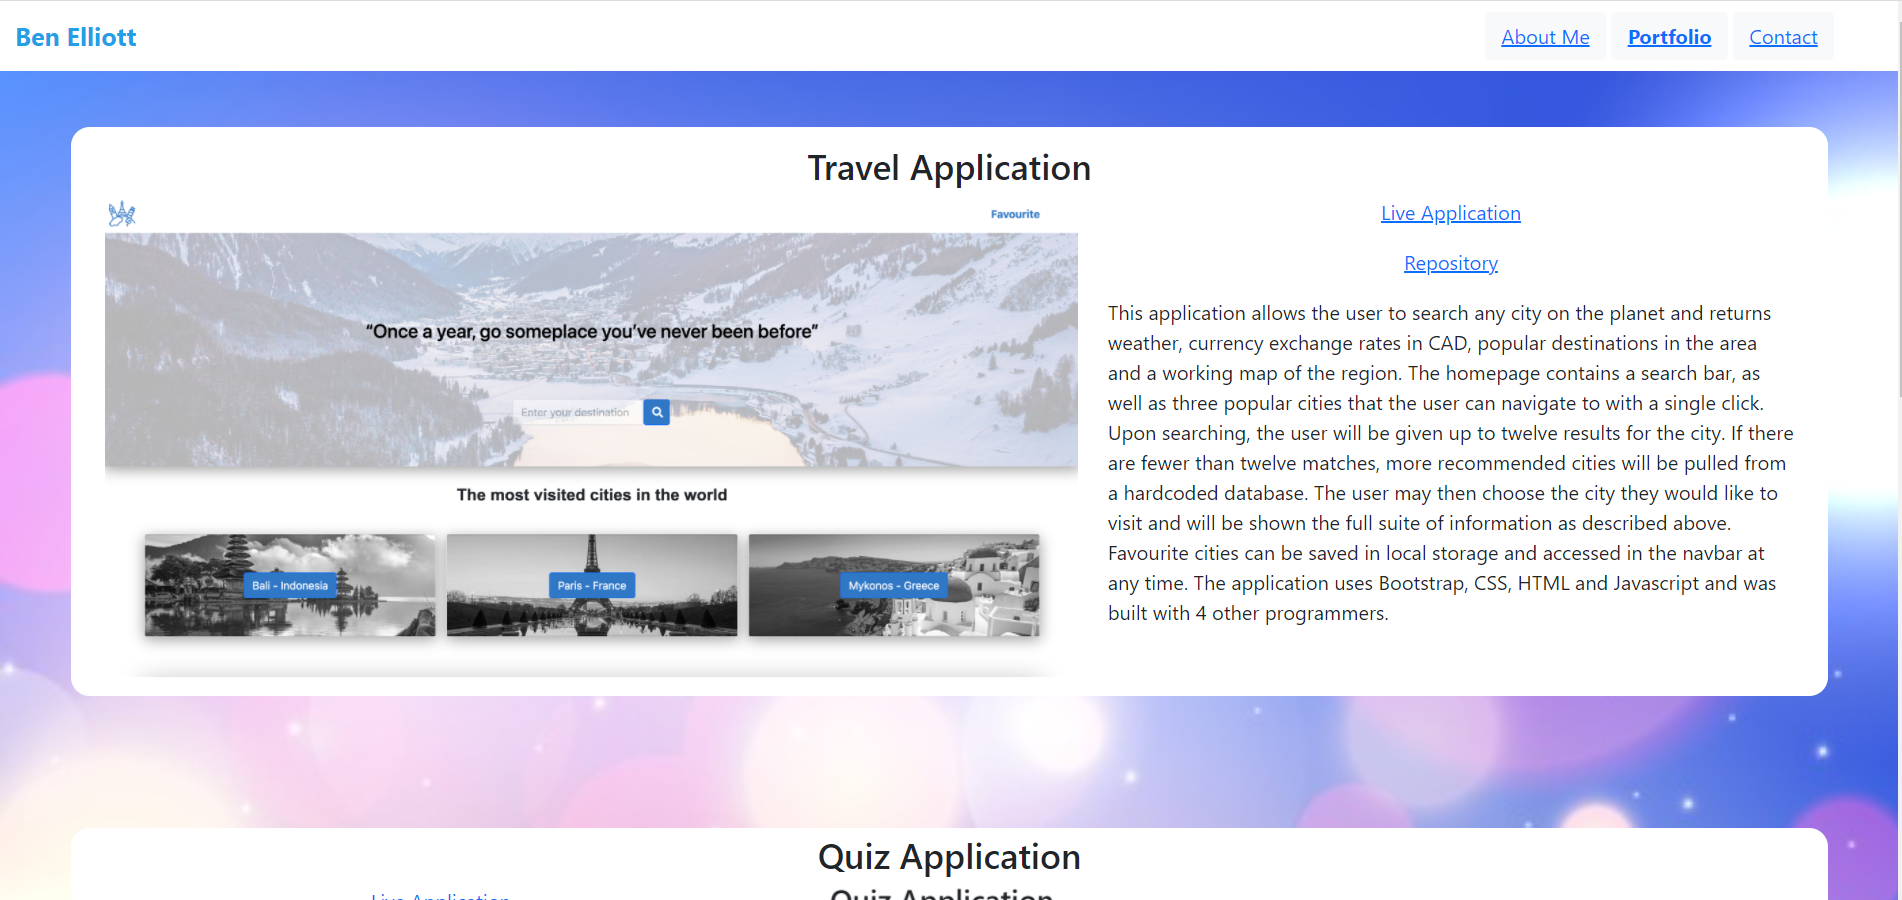 Ben Elliott
About Me
Portfolio
Contact
Travel Application
Favourite
“Once a year, go someplace you’ve never been before”
Enter your destination
The most visited cities in the world
Bali - Indonesia
Paris - France
Mykonos - Greece
Live Application
Repository
This application allows the user to search any city on the planet and returns
weather, currency exchange rates in CAD, popular destinations in the area
and a working map of the region. The homepage contains a search bar, as
well as three popular cities that the user can navigate to with a single click.
Upon searching, the user will be given up to twelve results for the city. If there
are fewer than twelve matches, more recommended cities will be pulled from
a hardcoded database. The user may then choose the city they would like to
visit and will be shown the full suite of information as described above.
Favourite cities can be saved in local storage and accessed in the navbar at
any time. The application uses Bootstrap, CSS, HTML and Javascript and was
built with 4 other programmers.
Quiz Application
Live Application
Quiz Application